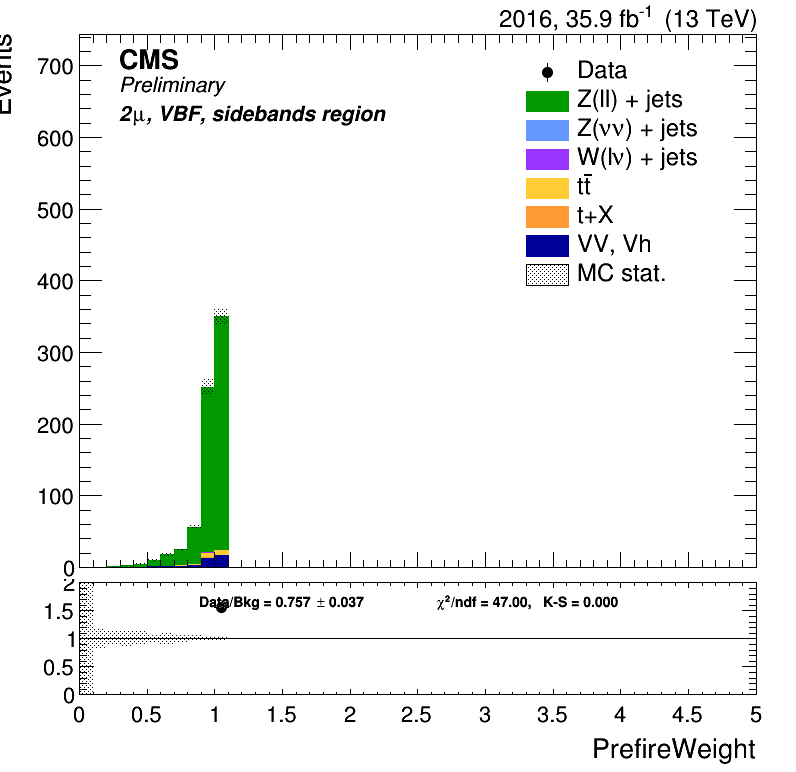 2016, 35.9 fb⁻¹ (13 TeV)
Events
CMS
Preliminary
2μ, VBF, sidebands region
Data
Z(ll) + jets
Z(νν) + jets
W(lν) + jets
tt̄
t+X
VV, Vh
MC stat.
700
600
500
400
300
200
100
0
Data/Bkg = 0.757 ± 0.037 χ²/ndf = 47.00, K-S = 0.000
2
1.5
1
0.5
0
0 0.5 1 1.5 2 2.5 3 3.5 4 4.5 5
PrefireWeight